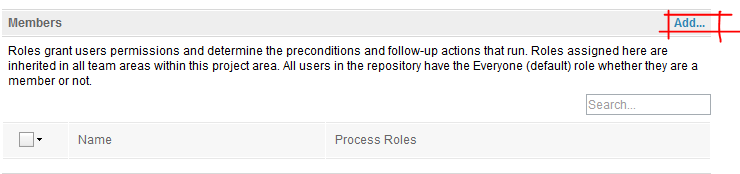 Members Add...
Roles grant users permissions and determine the preconditions and follow-up actions that run. Roles assigned here are
inherited in all team areas within this project area. All users in the repository have the Everyone (default) role whether they are a
member or not.
Search...
Name Process Roles